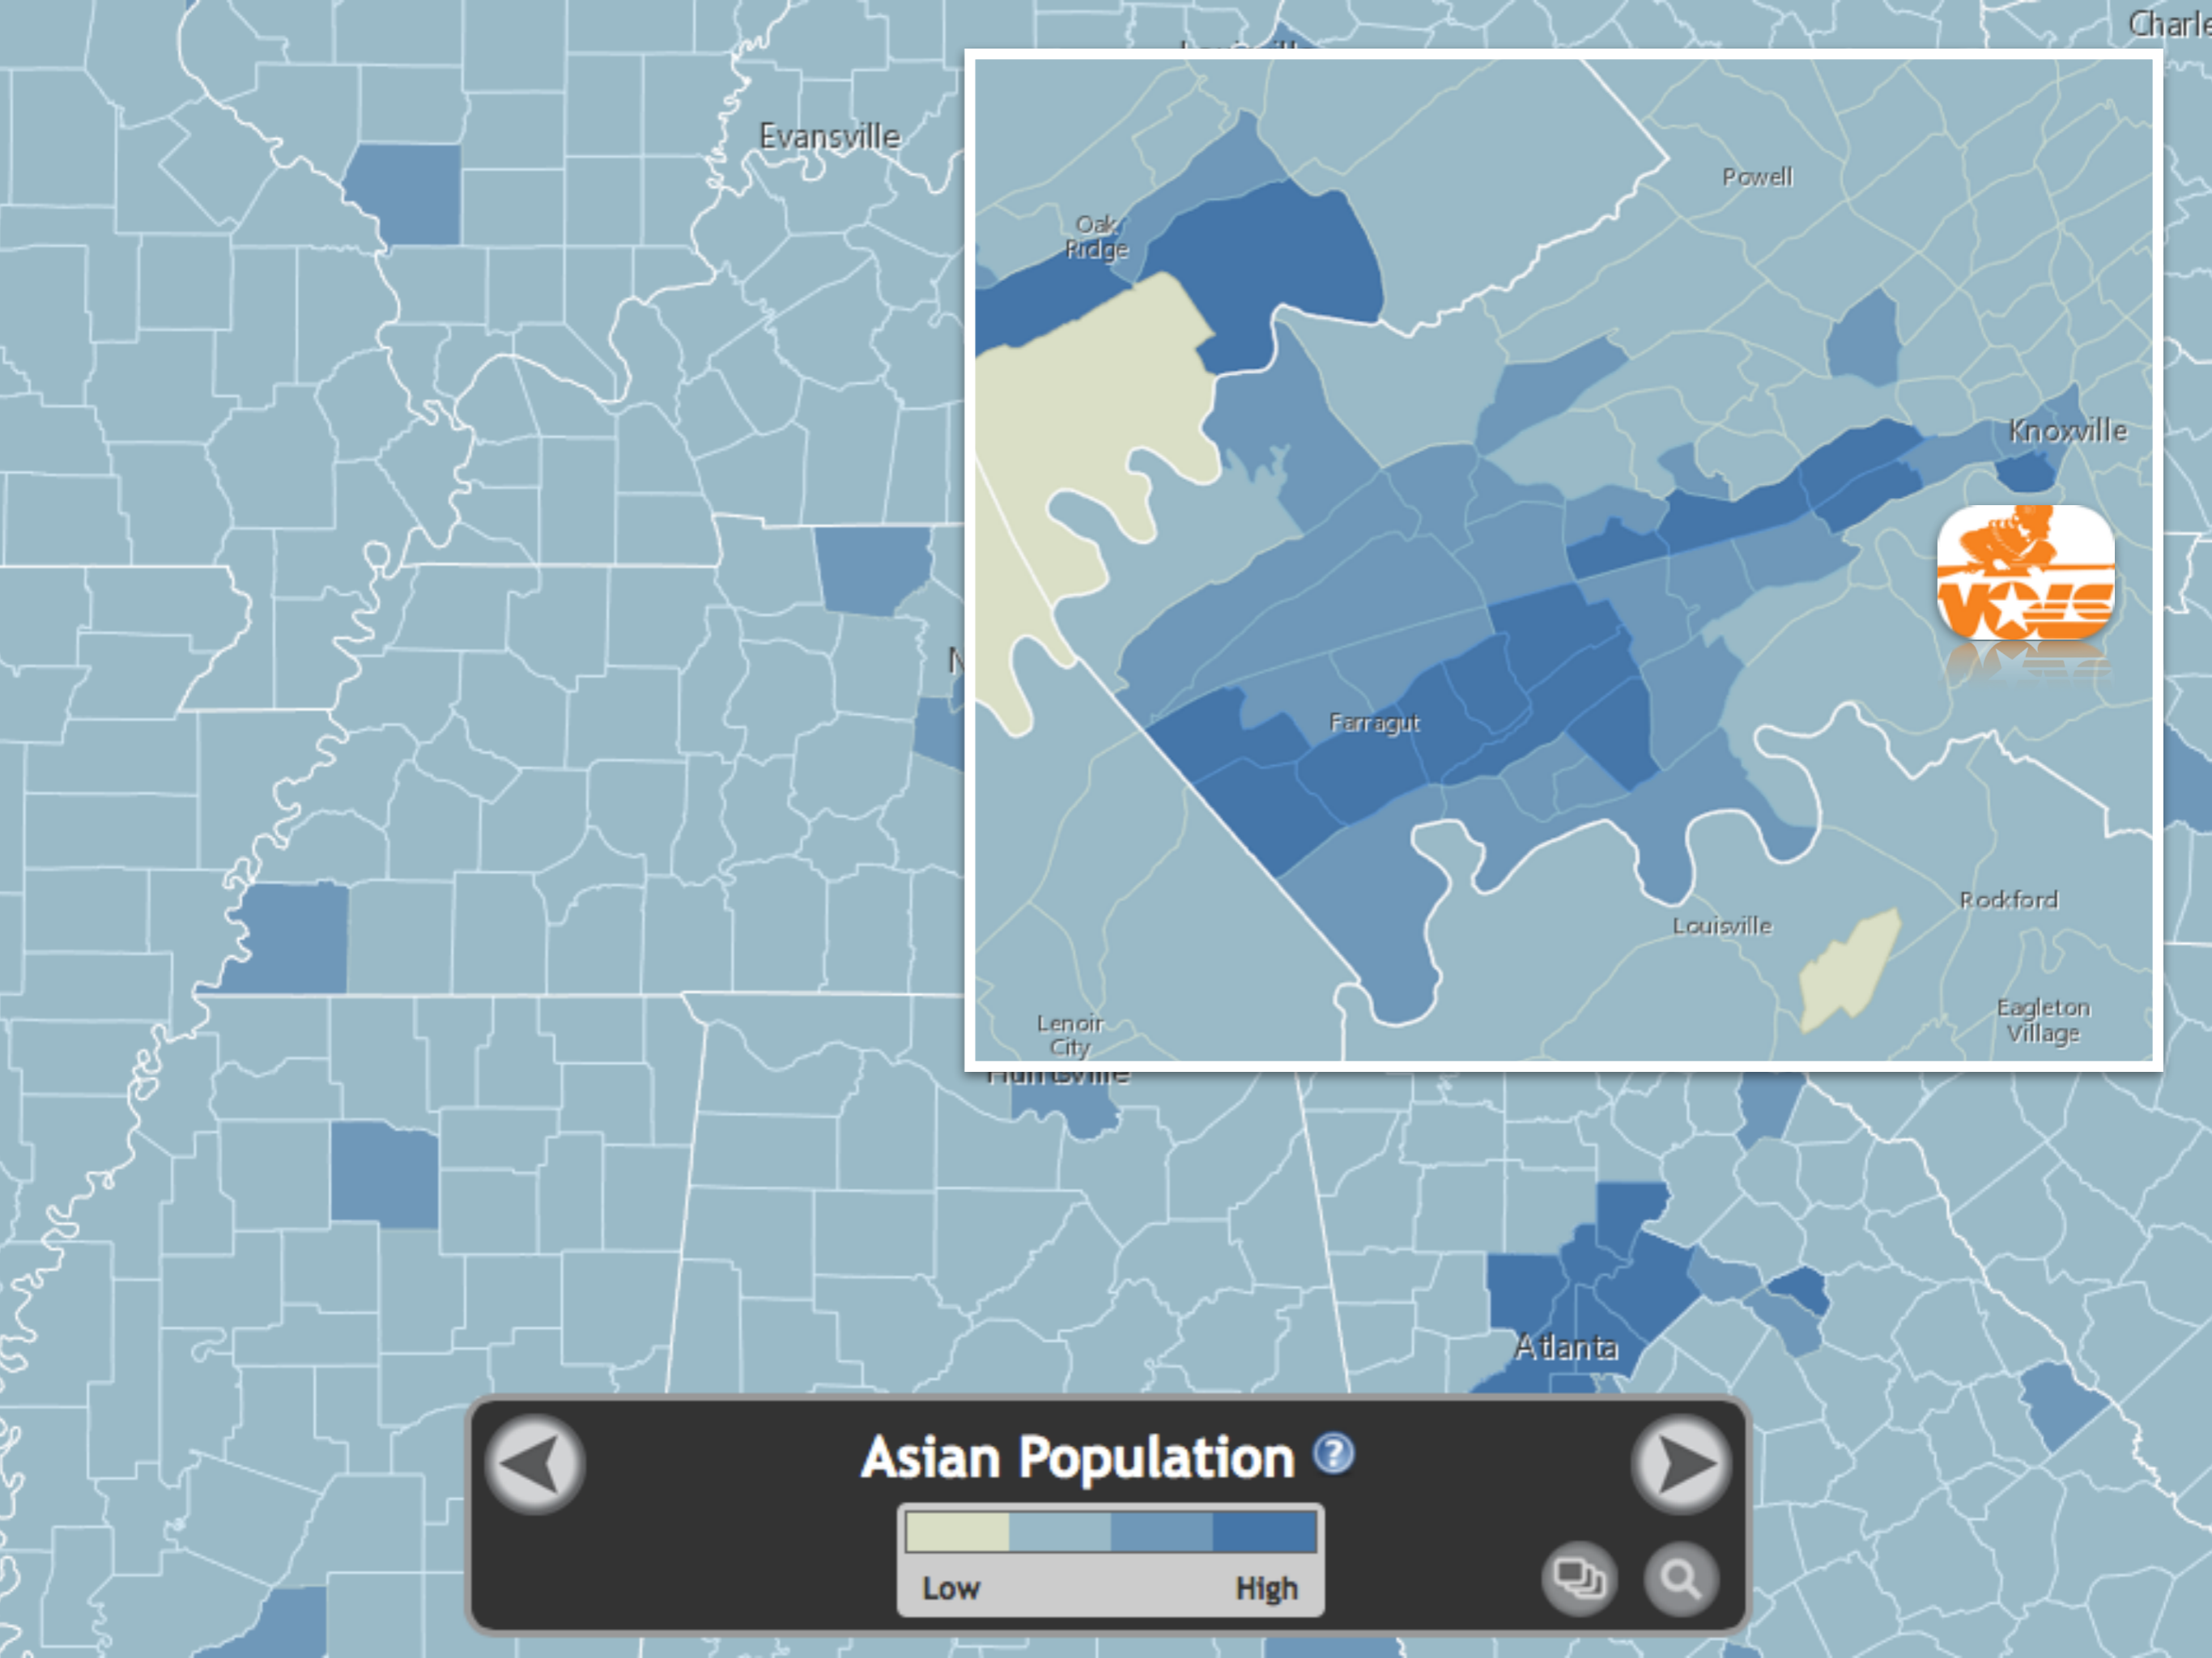 Charle
Evansville
Powell
Oak
Ridge
Knoxville
VOLS
Farragut
Rockford
Louisville
Eagleton
Village
Lenoir
City
Huntsville
Atlanta
Asian Population ?
Low High